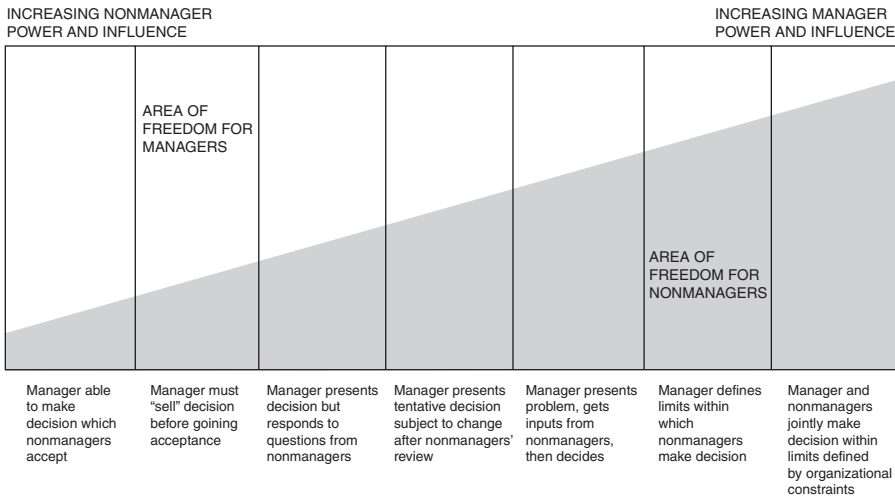 INCREASING NONMANAGER
POWER AND INFLUENCE
INCREASING MANAGER
POWER AND INFLUENCE
AREA OF
FREEDOM FOR
MANAGERS
AREA OF
FREEDOM FOR
NONMANAGERS
Manager able
to make
decision which
nonmanagers
accept
Manager must
“sell” decision
before goining
acceptance
Manager presents
decision but
responds to
questions from
nonmanagers
Manager presents
tentative decision
subject to change
after nonmanagers’
review
Manager presents
problem, gets
inputs from
nonmanagers,
then decides
Manager defines
limits within
which
nonmanagers
make decision
Manager and
nonmanagers
jointly make
decision within
limits defined
by organizational
constraints